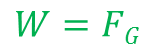 W = F_G